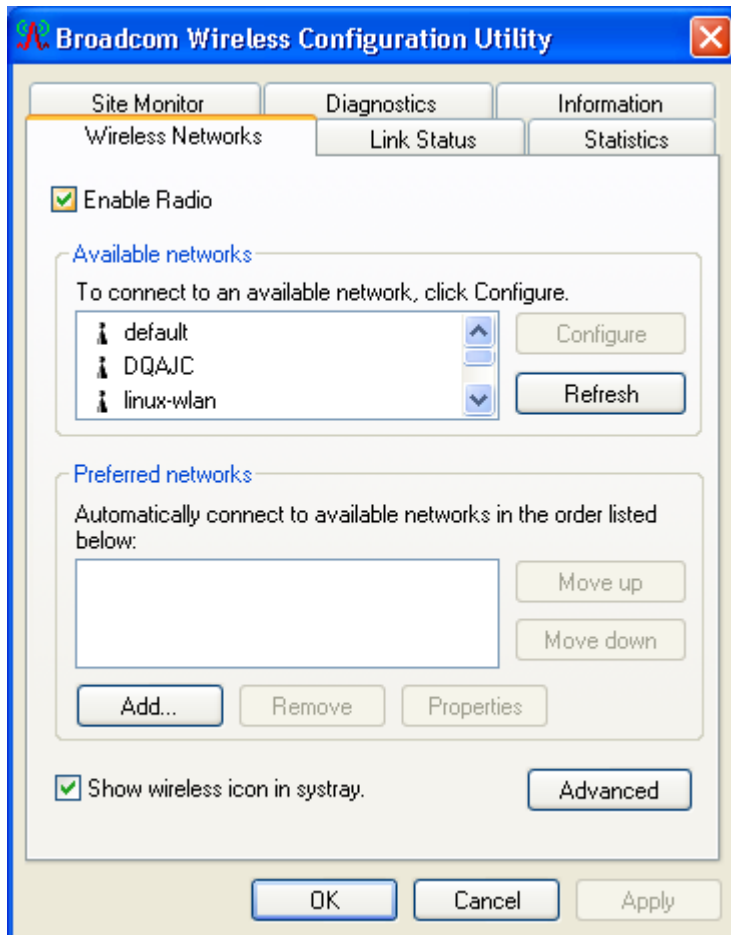 Broadcom Wireless Configuration Utility
Site Monitor
Diagnostics
Information
Wireless Networks
Link Status
Statistics
Enable Radio
Available networks
To connect to an available network, click Configure.
default
DQAJC
linux-wlan
Configure
Refresh
Preferred networks
Automatically connect to available networks in the order listed
below:
Move up
Move down
Add...
Remove
Properties
Show wireless icon in systray.
Advanced
OK
Cancel
Apply